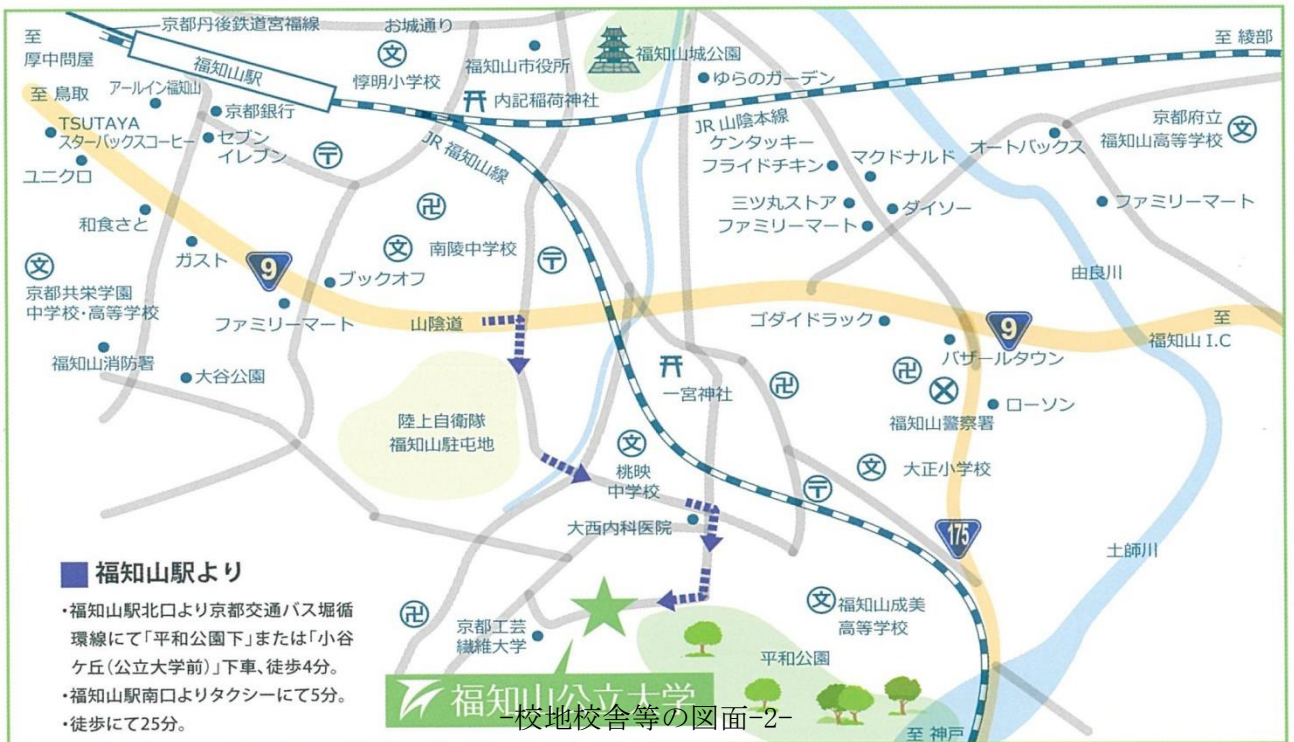 京都丹後鉄道宮福線
お城通り
至
厚中問屋
福知山駅
惇明小学校
福知山市役所
福知山城公園
至 綾部
至 鳥取
アールイン福知山
京都銀行
内記稲荷神社
ゆらのガーデン
TSUTAYA
スターバックスコーヒー
セブン
イレブン
JR 福知山線
JR 山陰本線
ケンタッキー
フライドチキン
マクドナルド
オートバックス
京都府立
福知山高等学校
ユニクロ
和食さと
三ツ丸ストア
ファミリーマート
ダイソー
ファミリーマート
ガスト
南陵中学校
ブックオフ
9
京都共栄学園
中学校・高等学校
ファミリーマート
山陰道
由良川
ゴダイドラック
9
至
福知山 I.C
福知山消防署
大谷公園
バザールタウン
一宮神社
福知山警察署
ローソン
陸上自衛隊
福知山駐屯地
桃映
中学校
大正小学校
大西内科医院
175
土師川
福知山駅より
・福知山駅北口より京都交通バス堀循
環線にて「平和公園下」または「小谷
ケ丘(公立大学前)」下車、徒歩4分。
・福知山駅南口よりタクシーにて5分。
・徒歩にて25分。
京都工芸
繊維大学
福知山成美
高等学校
平和公園
福知山公立大学
-校地校舎等の図面-2-
至 神戸
文
文
文
文
文
文
文
〒
〒
〒
卍
卍
卍
卍